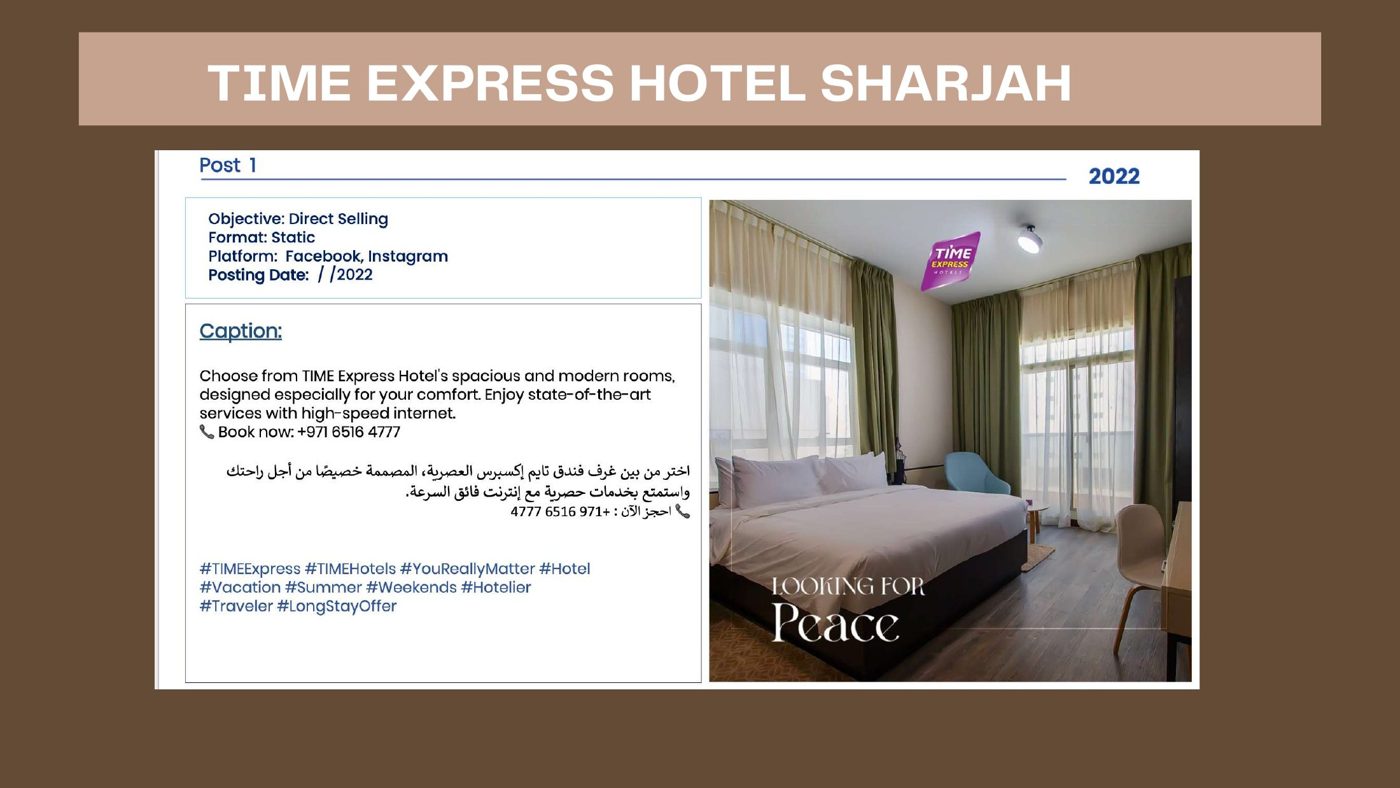 TIME EXPRESS HOTEL SHARJAH
Post 1
2022
Objective: Direct Selling
Format: Static
Platform: Facebook, Instagram
Posting Date: / /2022
Caption:
Choose from TIME Express Hotel's spacious and modern rooms,
designed especially for your comfort. Enjoy state-of-the-art
services with high-speed internet.
📞 Book now: +971 6516 4777
اختر من بين غرف فندق تايم إكسبرس العصرية، المصممة خصيصًا من أجل راحتك
واستمتع بخدمات حصرية مع إنترنت فائق السرعة.
📞 احجز الآن : +971 6516 4777
#TIMEExpress #TIMEHotels #YouReallyMatter #Hotel
#Vacation #Summer #Weekends #Hotelier
#Traveler #LongStayOffer
TIME
EXPRESS
HOTELS
LOOKING FOR
Peace